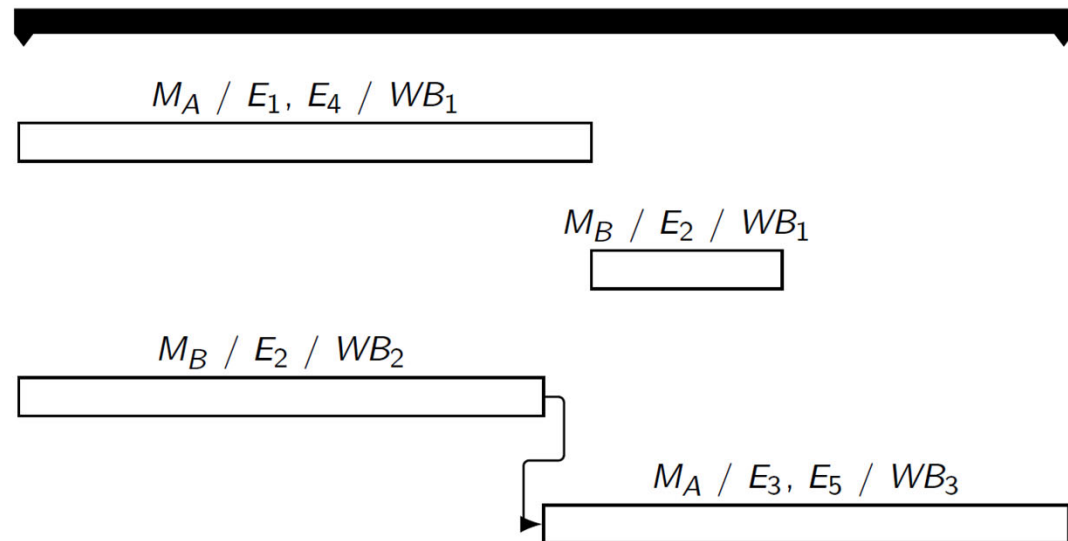 M_A / E_1, E_4 / WB_1
M_B / E_2 / WB_1
M_B / E_2 / WB_2
M_A / E_3, E_5 / WB_3